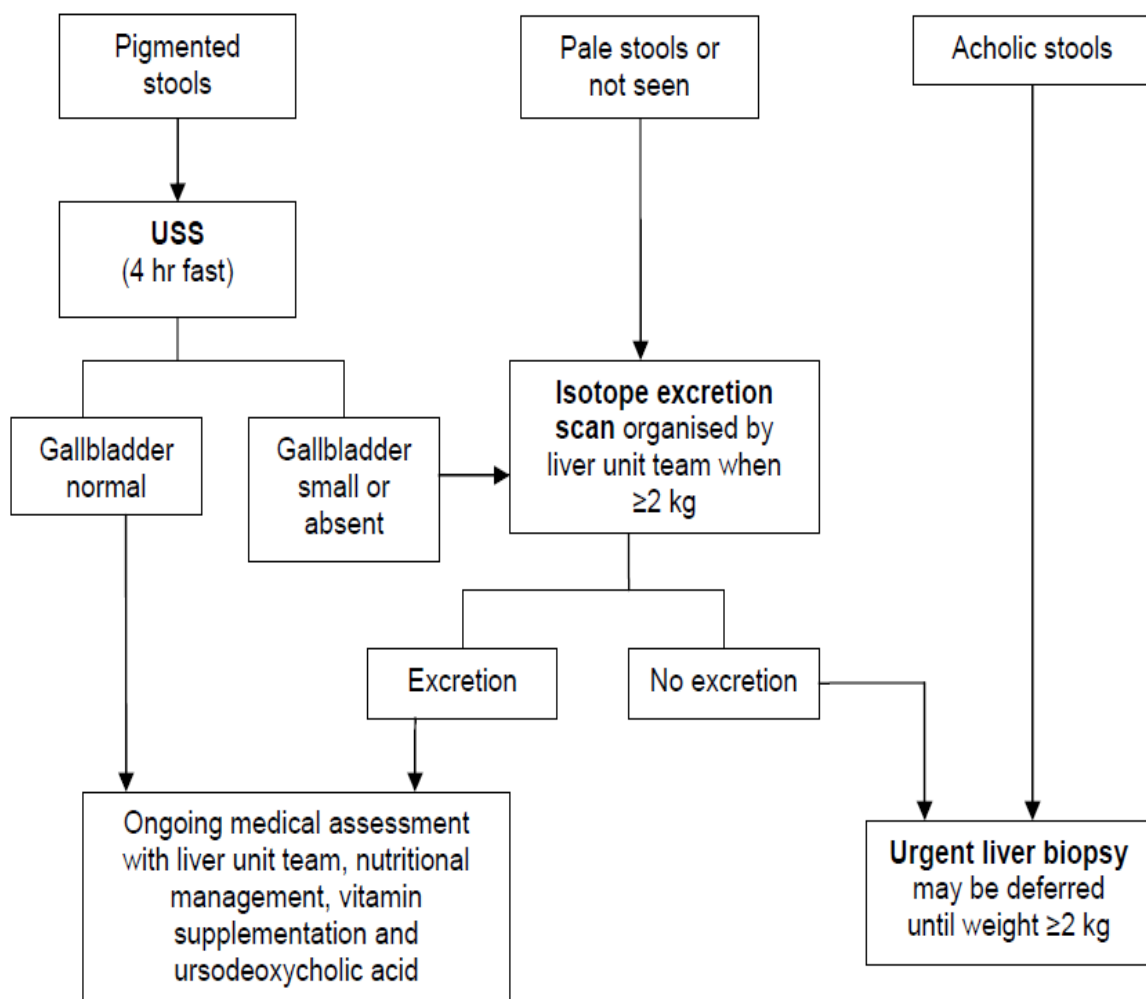 Pigmented
stools
Pale stools or
not seen
Acholic stools
USS
(4 hr fast)
Gallbladder
normal
Gallbladder
small or
absent
Isotope excretion
scan organised by
liver unit team when
≥2 kg
Excretion
No excretion
Ongoing medical assessment
with liver unit team, nutritional
management, vitamin
supplementation and
ursodeoxycholic acid
Urgent liver biopsy
may be deferred
until weight ≥2 kg